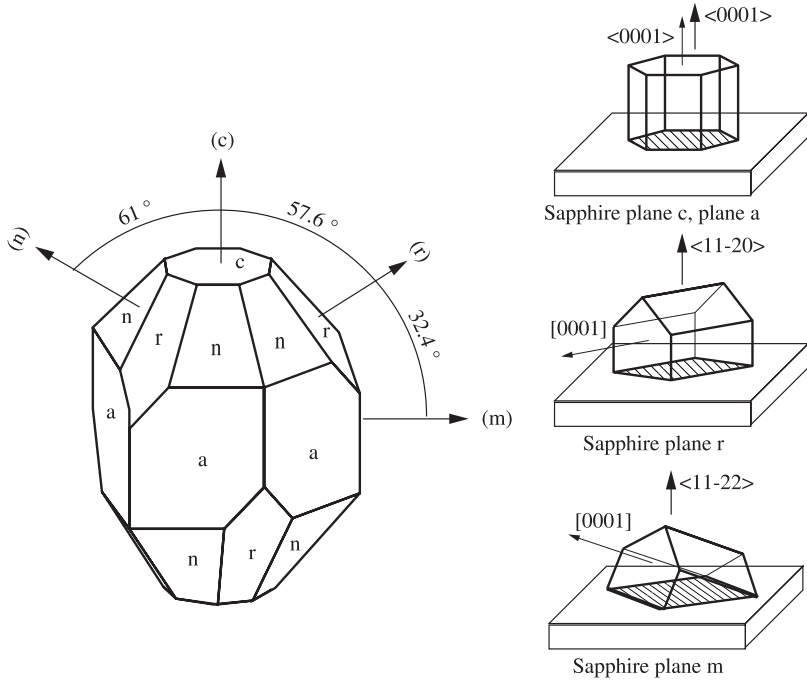 (c)
61°
57.6°
(n)
(r)
32.4°
(m)
c
n
r
n
n
r
a
a
a
n
r
n
<0001>
<0001>
Sapphire plane c, plane a
<11-20>
[0001]
Sapphire plane r
<11-22>
[0001]
Sapphire plane m